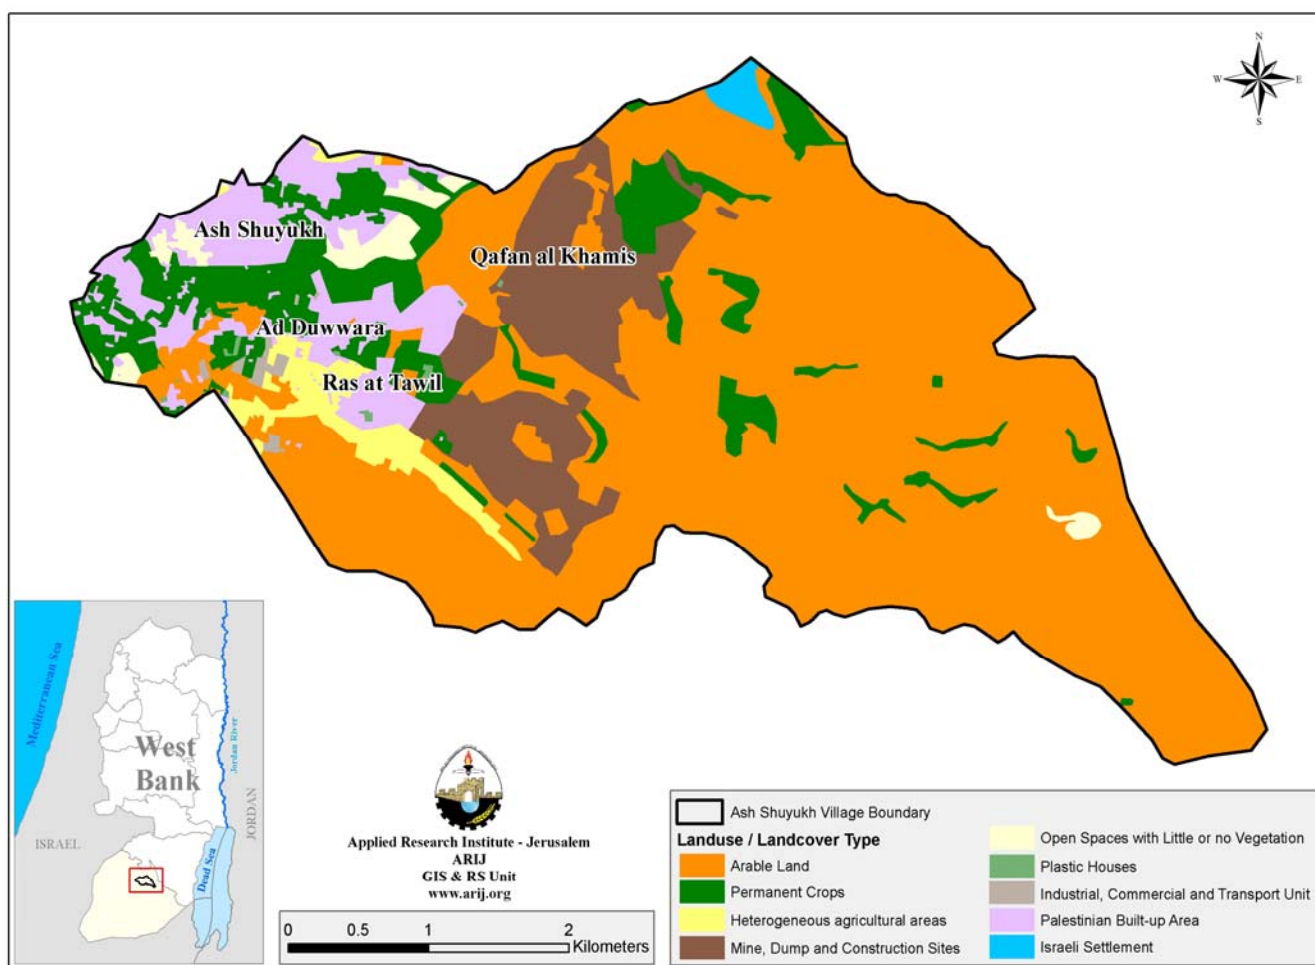 N
W E
S
Ash Shuyukh
Qafan al Khamis
Ad Duwwara
Ras at Tawil
Mediterranean Sea
West
Bank
Jordan River
JORDAN
ISRAEL
Dead Sea
Applied Research Institute - Jerusalem
ARIJ
GIS & RS Unit
www.arij.org
0 0.5 1 2
Kilometers
Ash Shuyukh Village Boundary
Landuse / Landcover Type
Arable Land
Permanent Crops
Heterogeneous agricultural areas
Mine, Dump and Construction Sites
Open Spaces with Little or no Vegetation
Plastic Houses
Industrial, Commercial and Transport Unit
Palestinian Built-up Area
Israeli Settlement